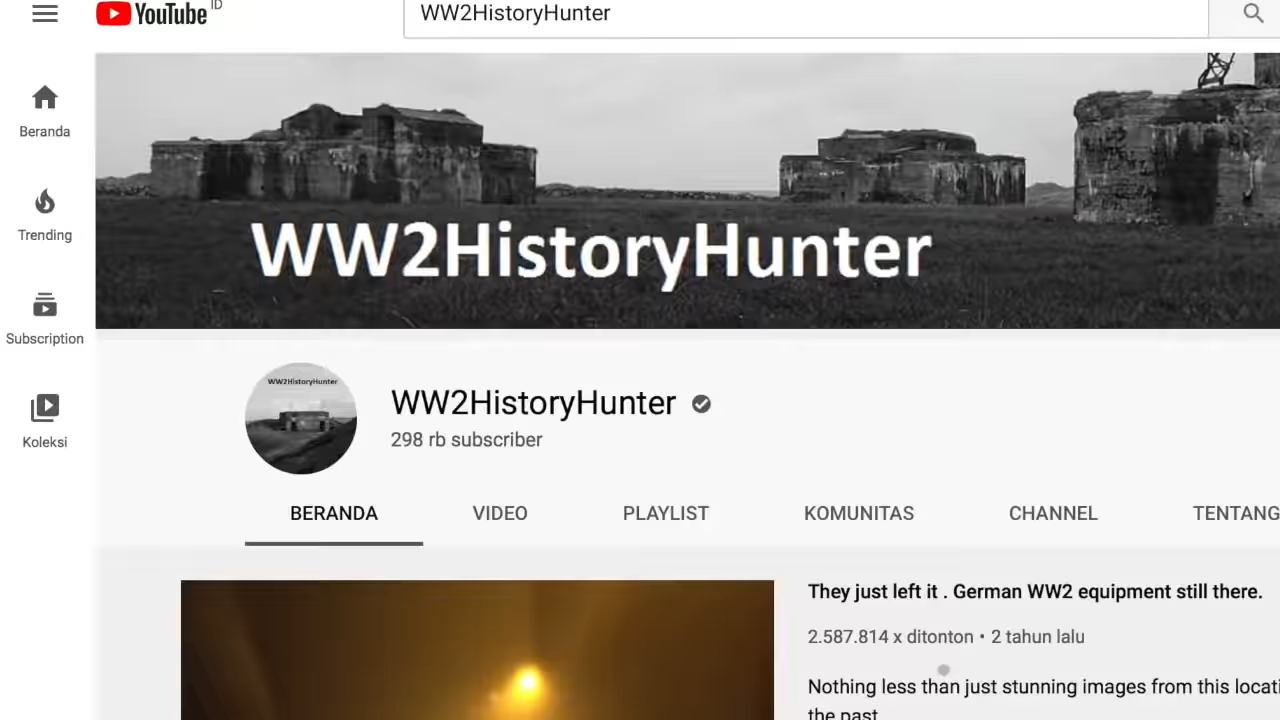 YouTube ID
WW2HistoryHunter
Beranda
Trending
Subscription
Koleksi
WW2HistoryHunter
WW2HistoryHunter
WW2HistoryHunter
298 rb subscriber
BERANDA VIDEO PLAYLIST KOMUNITAS CHANNEL TENTANG
They just left it . German WW2 equipment still there.
2.587.814 x ditonton • 2 tahun lalu
Nothing less than just stunning images from this locati
the past